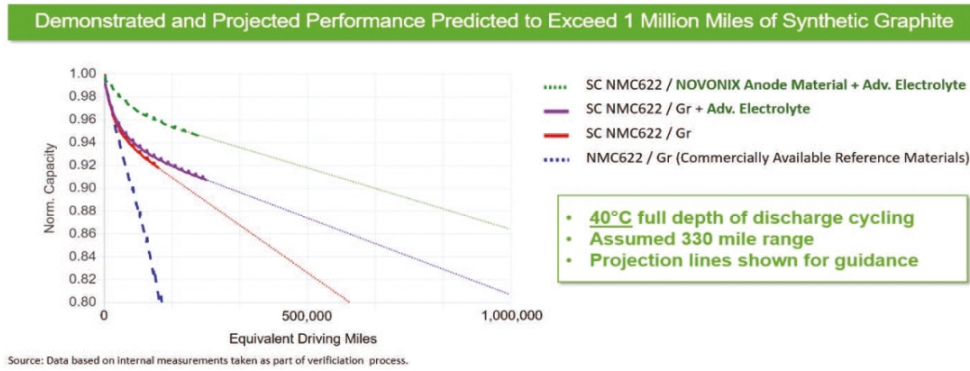 Demonstrated and Projected Performance Predicted to Exceed 1 Million Miles of Synthetic Graphite
1.00
0.98
0.96
0.94
0.92
0.90
0.88
0.86
0.84
0.82
0.80
Norm. Capacity
0
500,000
1,000,000
Equivalent Driving Miles
SC NMC622 / NOVONIX Anode Material + Adv. Electrolyte
SC NMC622 / Gr + Adv. Electrolyte
SC NMC622 / Gr
NMC622 / Gr (Commercially Available Reference Materials)
• 40°C full depth of discharge cycling
• Assumed 330 mile range
• Projection lines shown for guidance
Source: Data based on internal measurements taken as part of verificiation process.